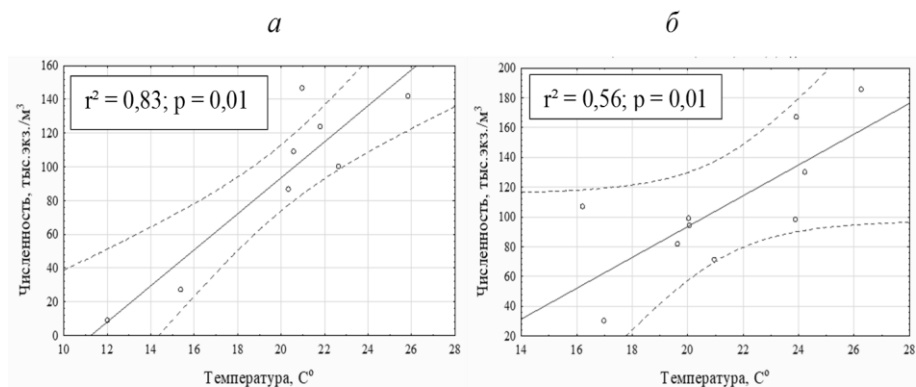 а
б
r² = 0,83; p = 0,01
r² = 0,56; p = 0,01
Численность, тыс.экз./м³
160
140
120
100
80
60
40
20
0
10 12 14 16 18 20 22 24 26 28
Температура, С⁰
Численность, тыс.экз./м³
200
180
160
140
120
100
80
60
40
20
14 16 18 20 22 24 26 28
Температура, С⁰